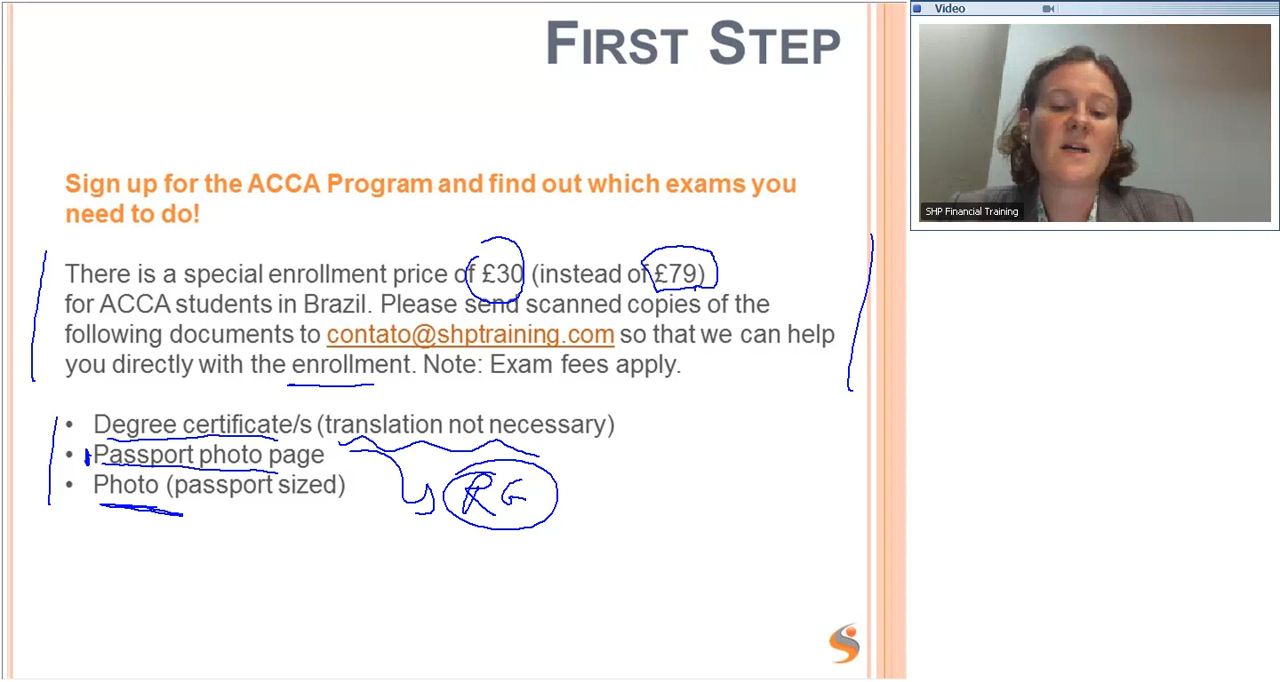 FIRST STEP
Video
SHP Financial Training
Sign up for the ACCA Program and find out which exams you
need to do!
There is a special enrollment price of £30 (instead of £79)
for ACCA students in Brazil. Please send scanned copies of the
following documents to contato@shptraining.com so that we can help
you directly with the enrollment. Note: Exam fees apply.
• Degree certificate/s (translation not necessary)
• Passport photo page
• Photo (passport sized)
RG